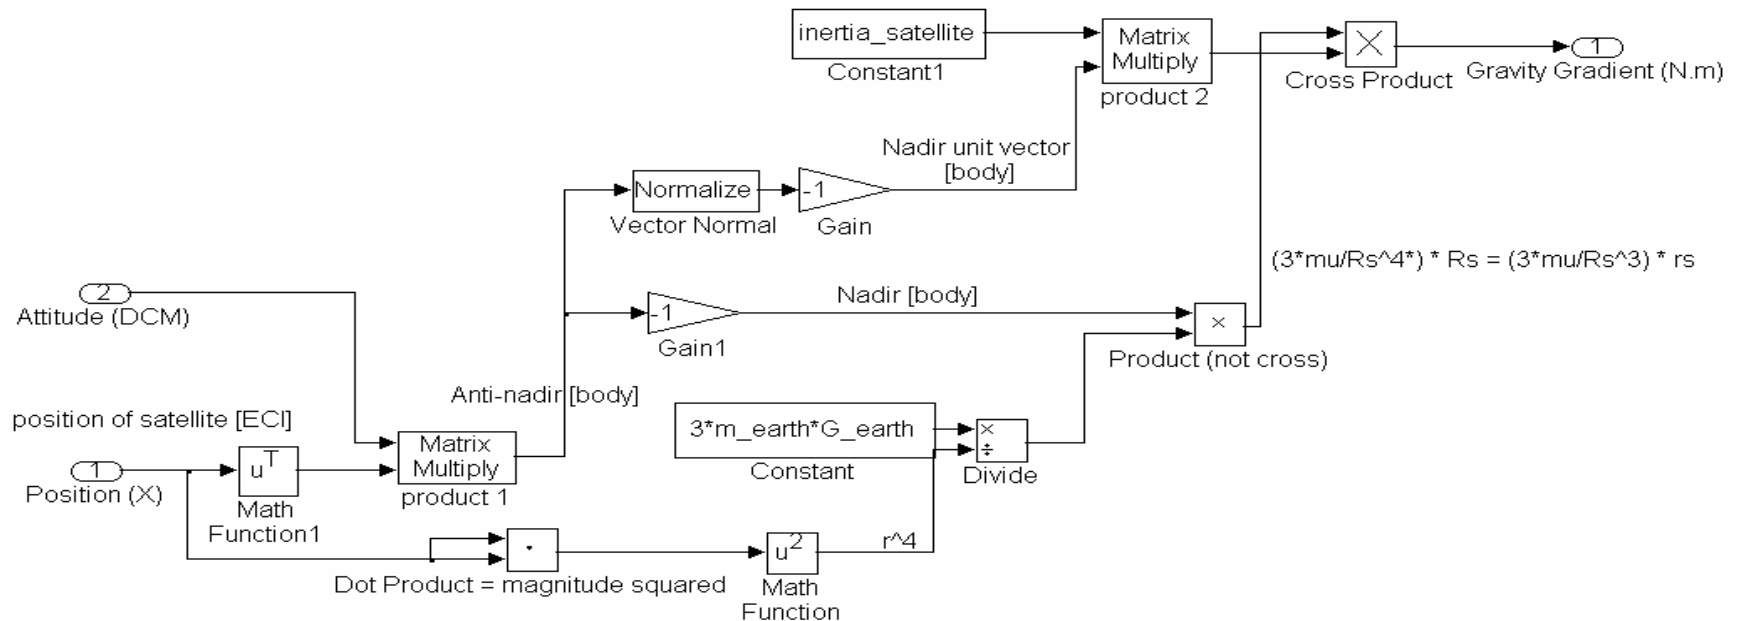 inertia_satellite
Constant1
Matrix
Multiply
product 2
Cross Product
1
Gravity Gradient (N.m)
Nadir unit vector
[body]
Normalize
Vector Normal
-1
Gain
(3*mu/Rs^4*) * Rs = (3*mu/Rs^3) * rs
2
Attitude (DCM)
-1
Gain1
Nadir [body]
×
Product (not cross)
Anti-nadir [body]
position of satellite [ECI]
1
Position (X)
u^T
Math
Function1
Matrix
Multiply
product 1
3*m_earth*G_earth
Constant
×
÷
Divide
Dot Product = magnitude squared
u^2
Math
Function
r^4